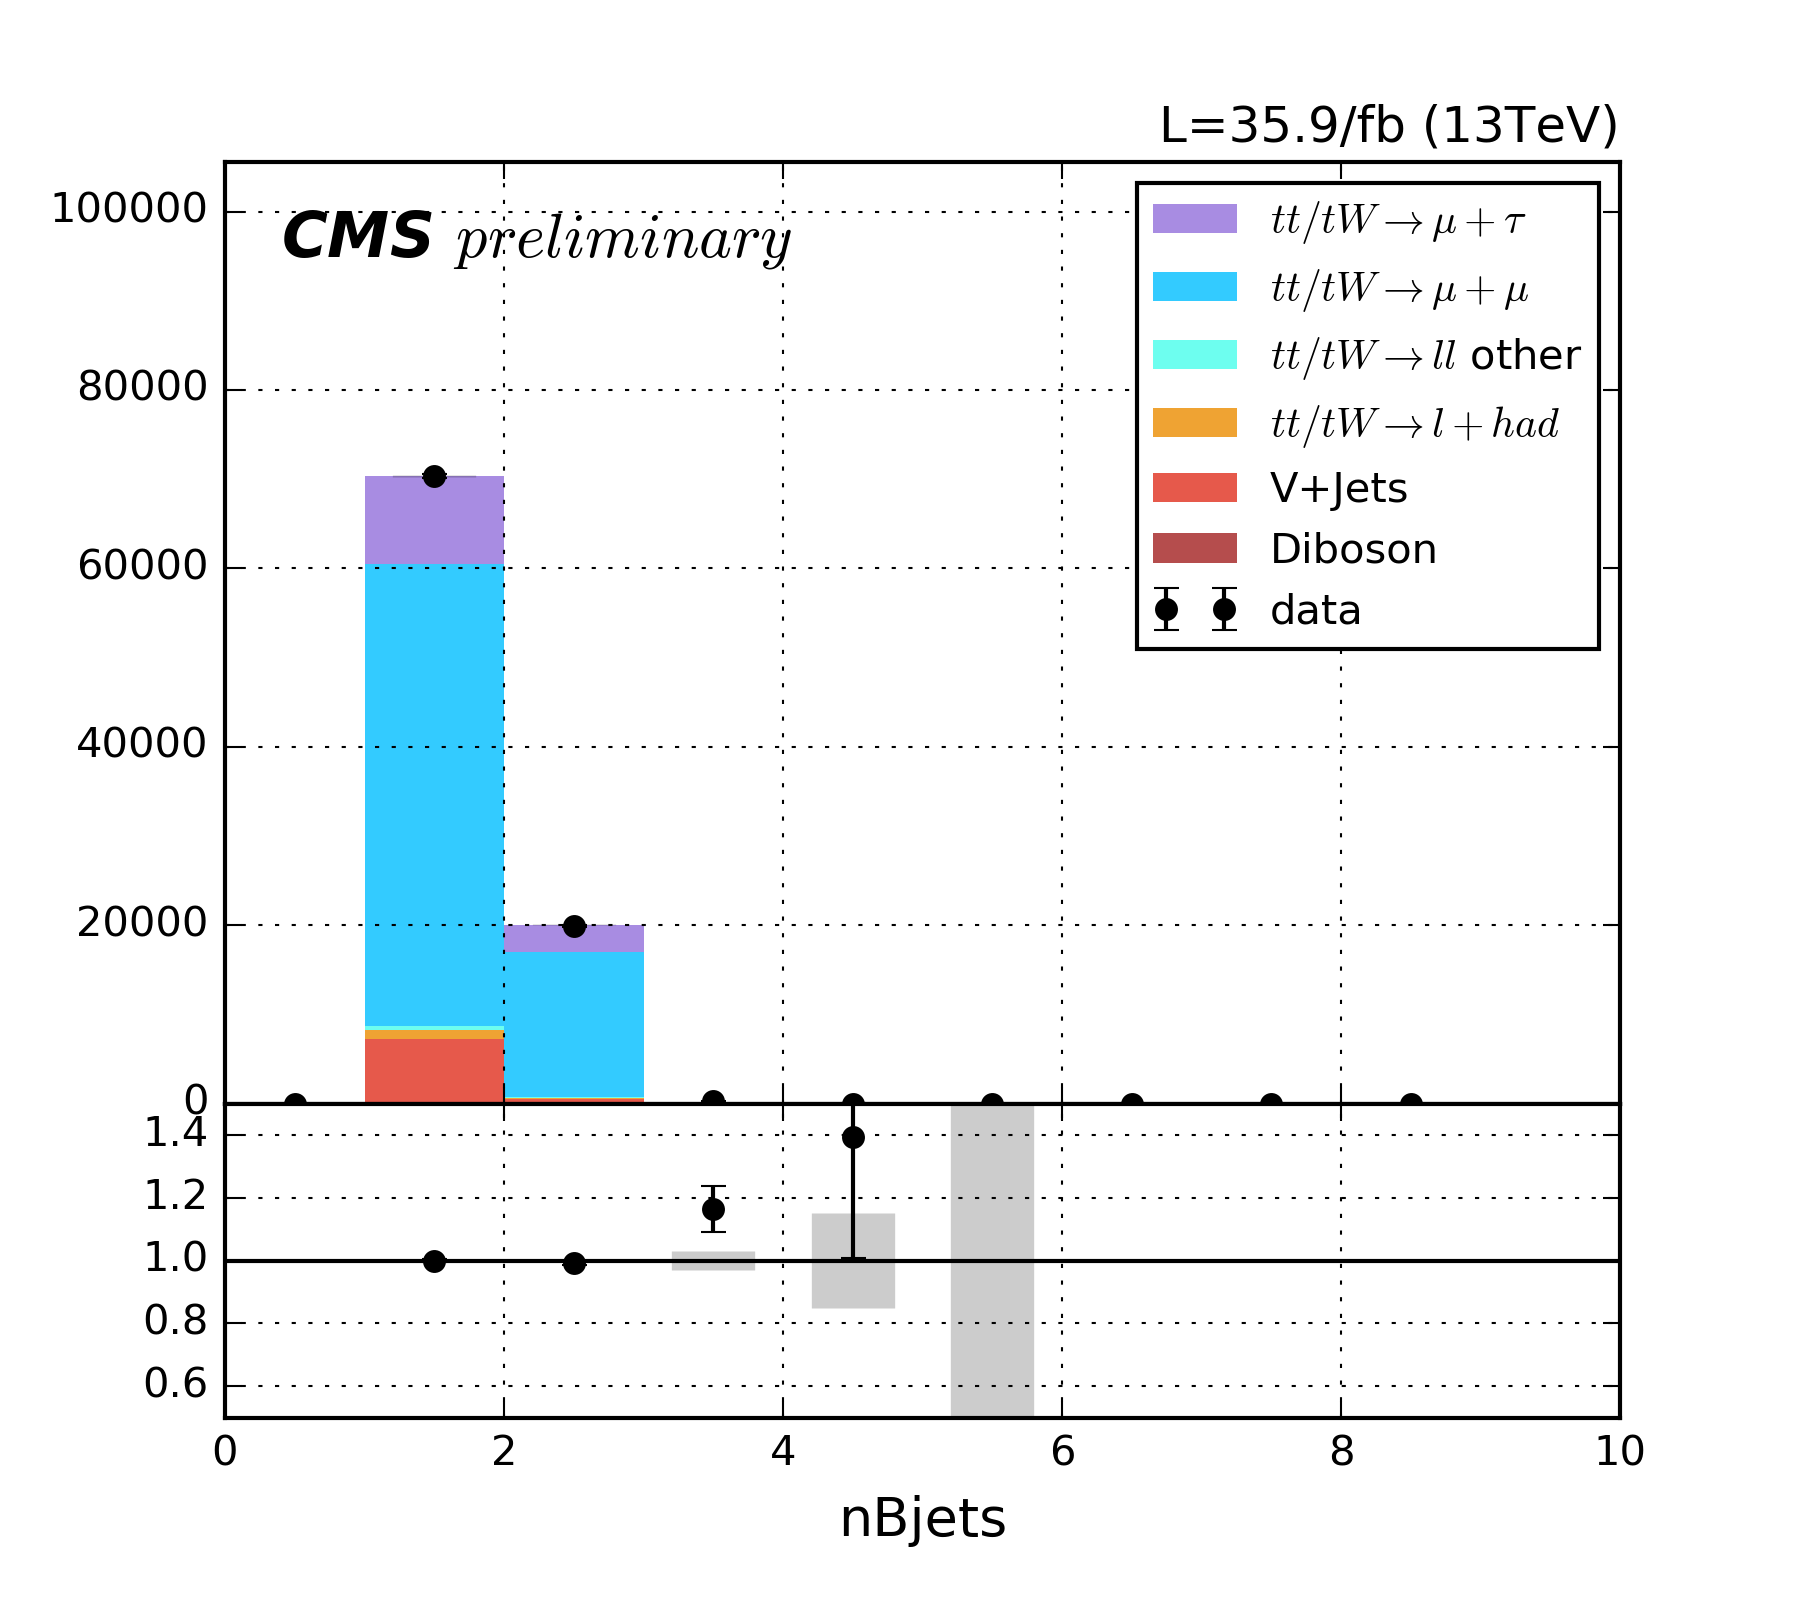 L=35.9/fb (13TeV)
CMS preliminary
100000
80000
60000
40000
20000
0
tt/tW → μ + τ
tt/tW → μ + μ
tt/tW → ll other
tt/tW → l + had
V+Jets
Diboson
data
1.4
1.2
1.0
0.8
0.6
0 2 4 6 8 10
nBjets